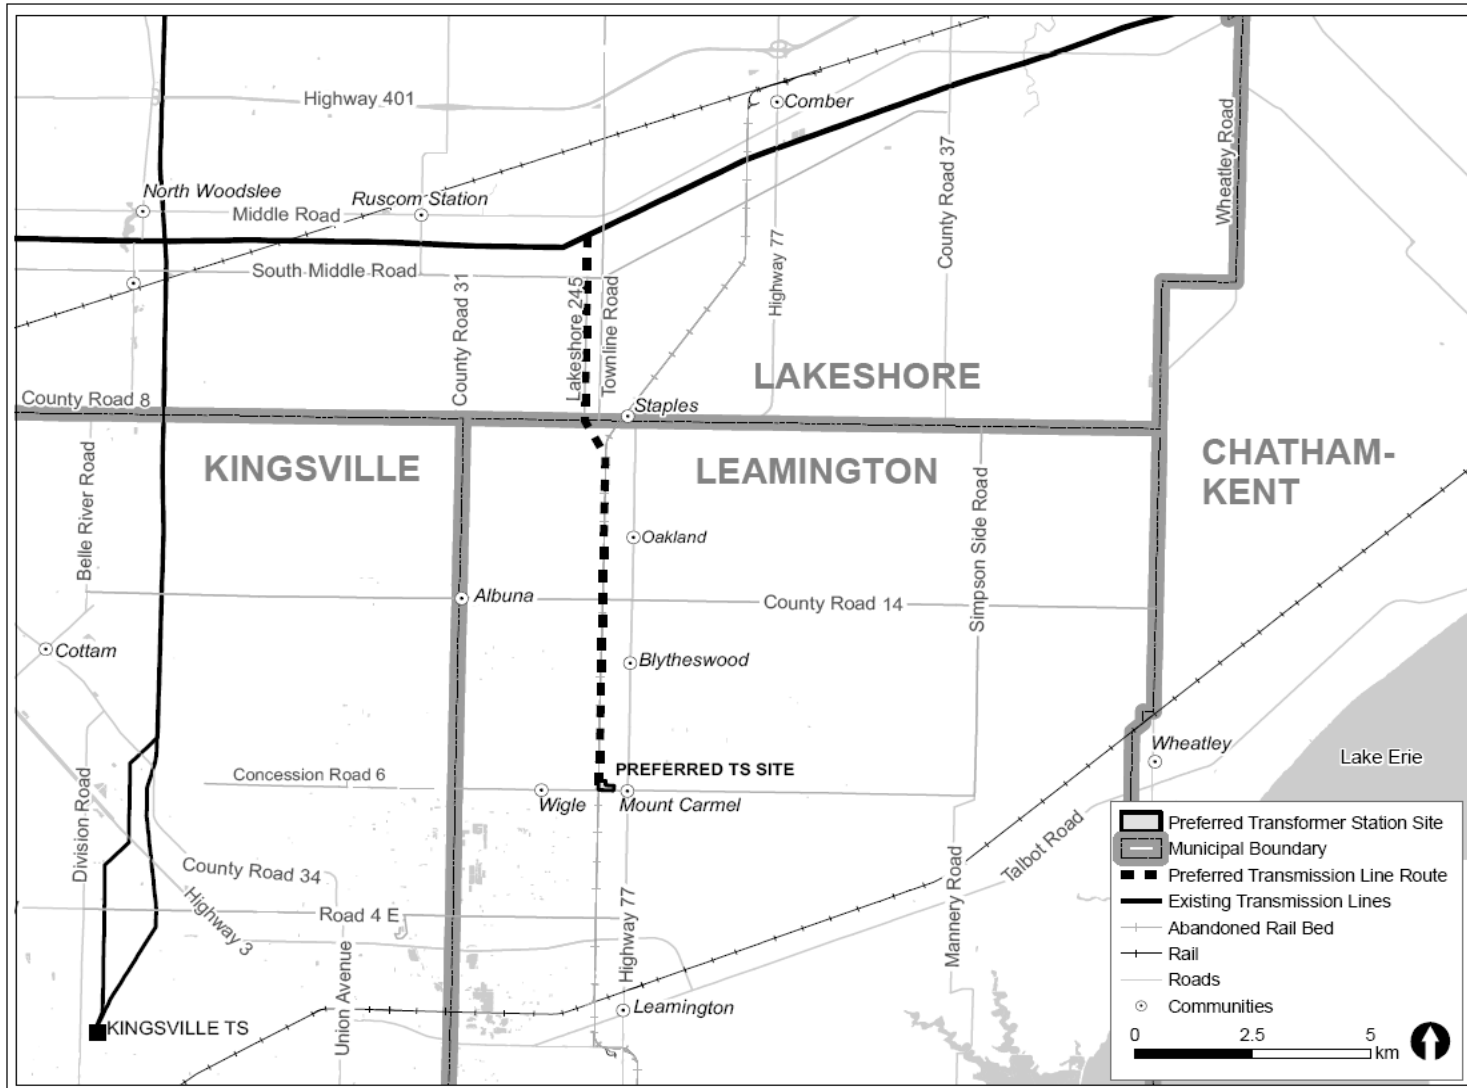 Highway 401
Comber
North Woodslee
Ruscom Station
Middle Road
County Road 37
Wheatley Road
South Middle Road
Highway 77
County Road 31
Lakeshore 245
Townline Road
LAKESHORE
County Road 8
Staples
KINGSVILLE
LEAMINGTON
CHATHAM-
KENT
Belle River Road
Simpson Side Road
Oakland
Albuna
County Road 14
Cottam
Blytheswood
Wheatley
Lake Erie
PREFERRED TS SITE
Concession Road 6
Wigle
Mount Carmel
Division Road
County Road 34
Highway 3
Road 4 E
Union Avenue
Highway 77
Mannery Road
Talbot Road
Leamington
KINGSVILLE TS
Preferred Transformer Station Site
Municipal Boundary
Preferred Transmission Line Route
Existing Transmission Lines
Abandoned Rail Bed
Rail
Roads
Communities
0 2.5 5
km